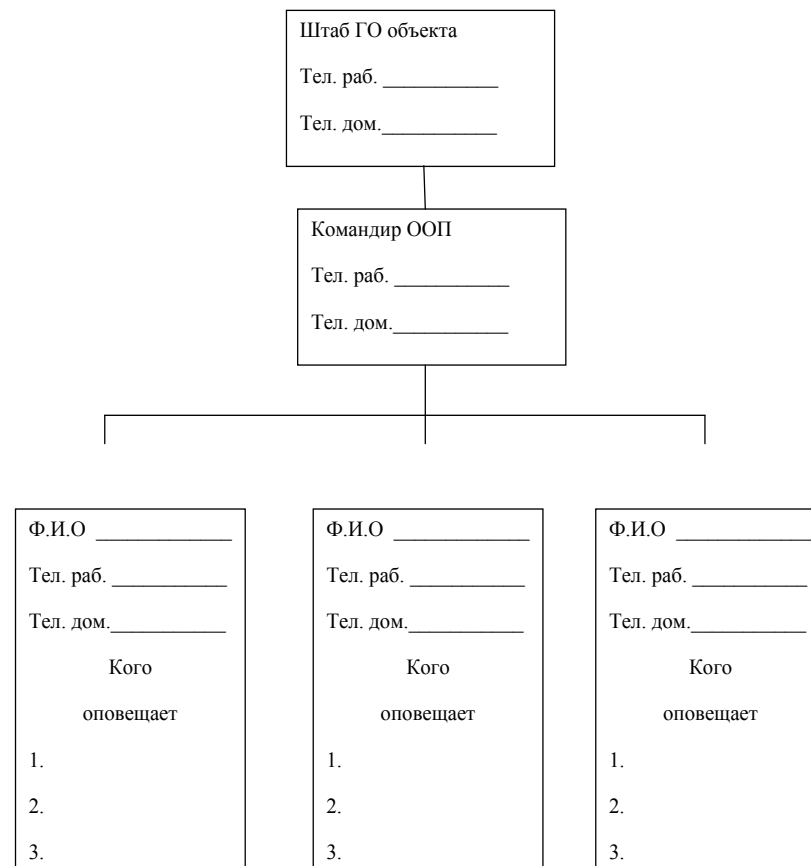 Штаб ГО объекта
Тел. раб. ___________
Тел. дом.___________
Командир ООП
Тел. раб. ___________
Тел. дом.___________
Ф.И.О _____________
Тел. раб. ___________
Тел. дом.___________
Кого
оповещает
1.
2.
3.
Ф.И.О _____________
Тел. раб. ___________
Тел. дом.___________
Кого
оповещает
1.
2.
3.
Ф.И.О _____________
Тел. раб. ___________
Тел. дом.___________
Кого
оповещает
1.
2.
3.